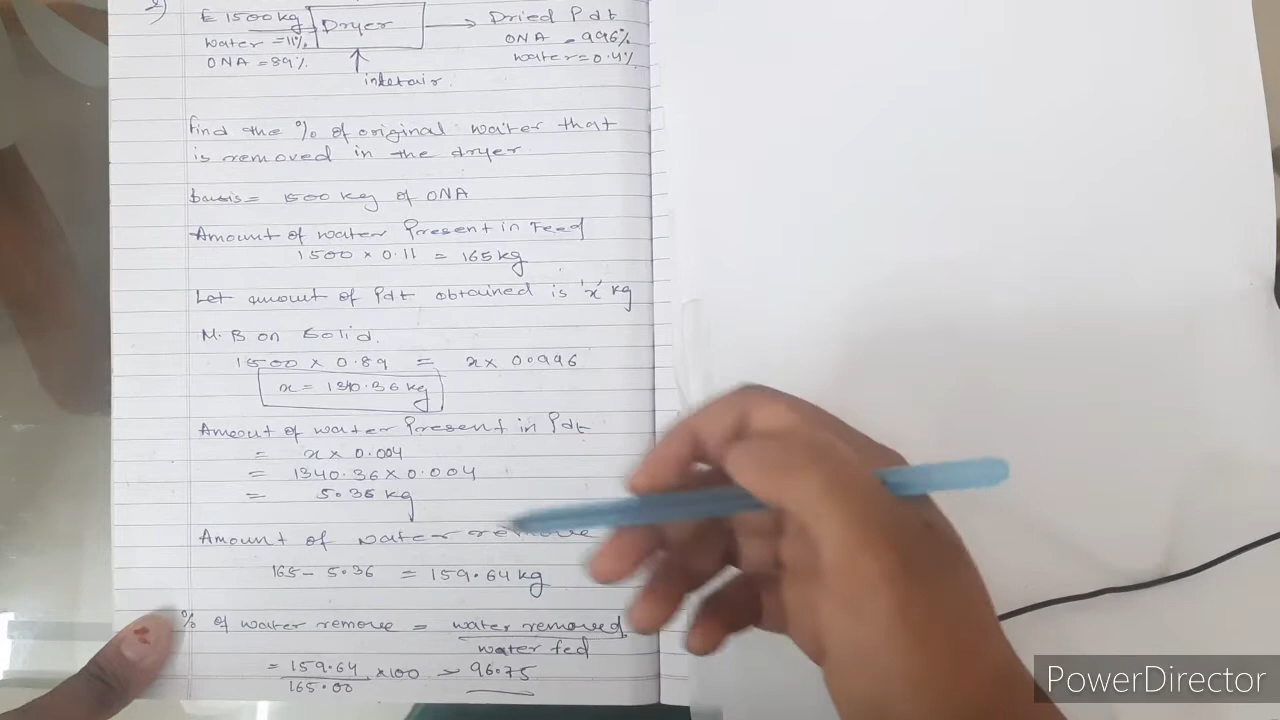 2)
F 1500 kg Dryer Dried Pdt
water = 11% ONA = 99.6%
ONA = 89% water = 0.4%
inlet air.
find the % of original water that
is removed in the dryer.
basis = 1500 kg of ONA
Amount of water Present in Feed
1500 × 0.11 = 165 kg
Let amount of Pdt obtained is 'x' kg
M.B on Solid.
1500 × 0.89 = x × 0.996
x = 1340.36 kg
Amount of water Present in Pdt
= x × 0.004
= 1340.36 × 0.004
= 5.36 kg
Amount of water remove
165 - 5.36 = 159.64 kg
% of water remove = water removed
water fed
= 159.64 × 100 = 96.75
165.00
PowerDirector